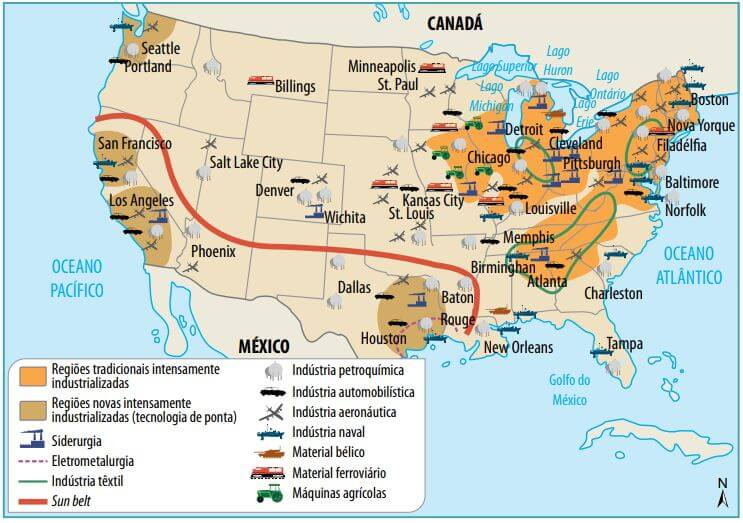 CANADÁ
Seattle
Portland
Billings
Minneapolis
St. Paul
Lago Superior
Lago
Huron
Lago
Michigan
Lago
Ontário
Lago
Erie
Boston
Nova Yorque
Filadélfia
Detroit
Cleveland
Pittsburgh
Chicago
Baltimore
Norfolk
San Francisco
Salt Lake City
Denver
Wichita
Kansas City
St. Louis
Louisville
Los Angeles
Phoenix
Memphis
Birminghan
Atlanta
Charleston
OCEANO
PACÍFICO
OCEANO
ATLÂNTICO
Dallas
Baton
Rouge
Houston
New Orleans
Tampa
MÉXICO
Golfo do
México
Regiões tradicionais intensamente
industrializadas
Regiões novas intensamente
industrializadas (tecnologia de ponta)
Siderurgia
Eletrometalurgia
Indústria têxtil
Sun belt
Indústria petroquímica
Indústria automobilística
Indústria aeronáutica
Indústria naval
Material bélico
Material ferroviário
Máquinas agrícolas
N